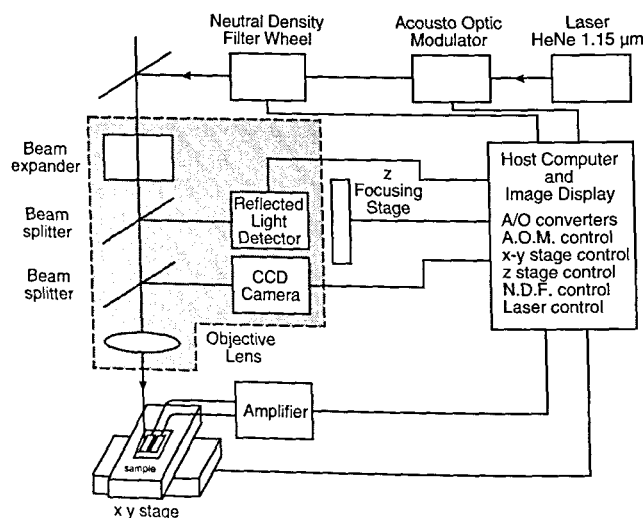 Neutral Density
Filter Wheel
Acousto Optic
Modulator
Laser
HeNe 1.15 μm
Beam
expander
Beam
splitter
Beam
splitter
Reflected
Light
Detector
CCD
Camera
z
Focusing
Stage
Objective
Lens
Host Computer
and
Image Display
A/O converters
A.O.M. control
x-y stage control
z stage control
N.D.F. control
Laser control
Amplifier
sample
x y stage